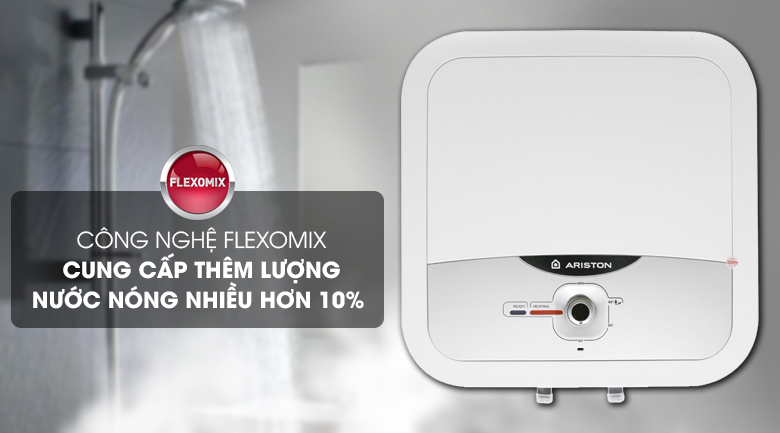 FLEXOMIX
CÔNG NGHỆ FLEXOMIX
CUNG CẤP THÊM LƯỢNG
NƯỚC NÓNG NHIỀU HƠN 10%
ARISTON
READY HEATING